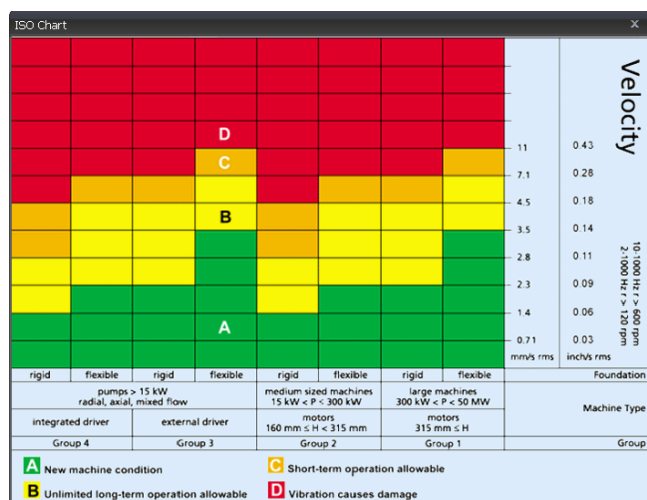 ISO Chart x
Velocity
10-1000 Hz r > 600 rpm
2-1000 Hz r > 120 rpm
D
C
B
A
11 0.43
7.1 0.28
4.5 0.18
3.5 0.14
2.8 0.11
2.3 0.09
1.4 0.06
0.71 0.03
mm/s rms inch/s rms
rigid flexible rigid flexible rigid flexible rigid flexible Foundation
pumps > 15 kW medium sized machines large machines
radial, axial, mixed flow 15 kW < P ≤ 300 kW 300 kW < P < 50 MW
Machine Type
integrated driver external driver motors motors
160 mm ≤ H < 315 mm 315 mm ≤ H
Group 4 Group 3 Group 2 Group 1 Group
A New machine condition C Short-term operation allowable
B Unlimited long-term operation allowable D Vibration causes damage